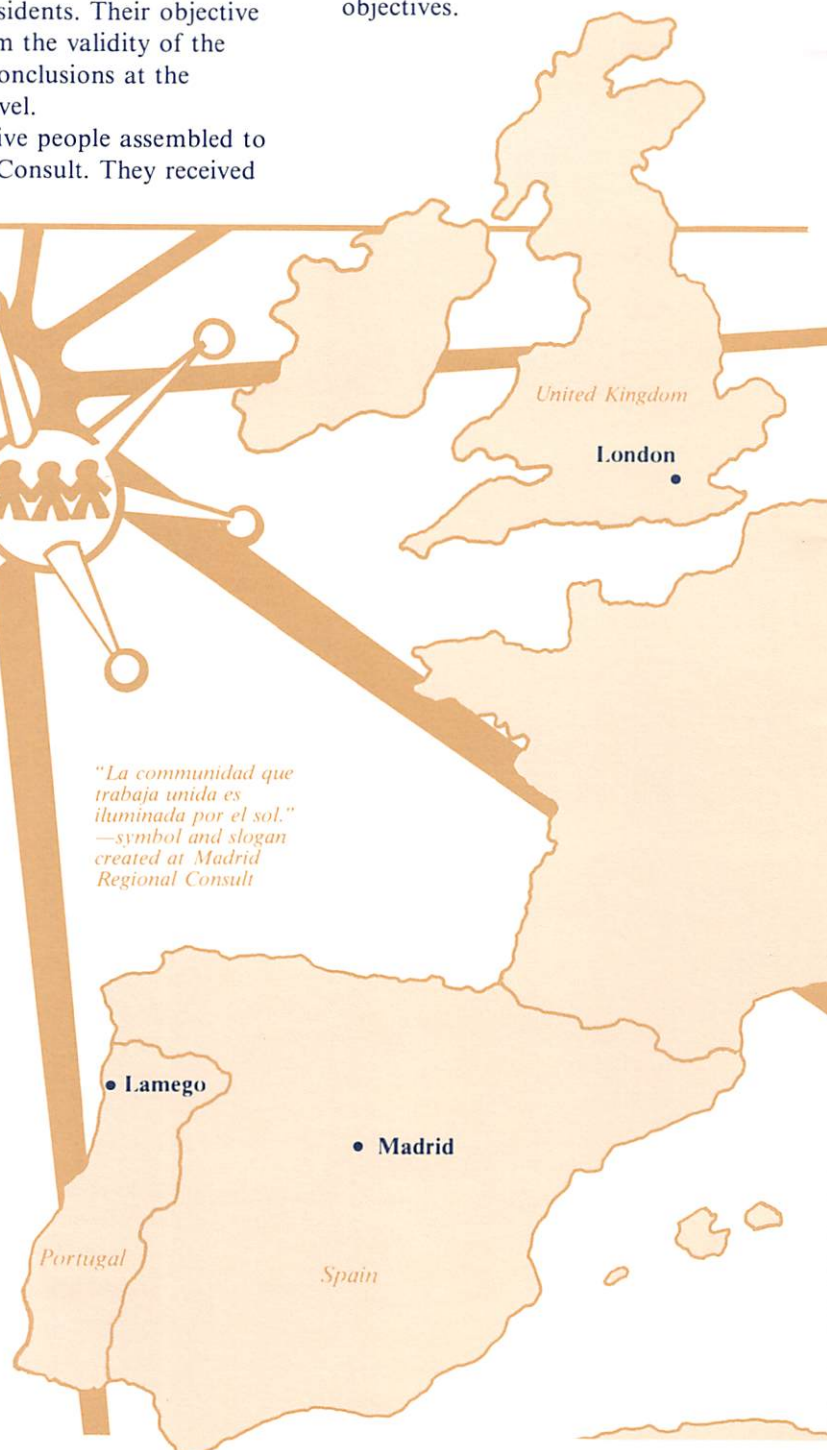 sidents. Their objective
m the validity of the
onclusions at the
vel.
ive people assembled to
Consult. They received
objectives.
United Kingdom
London
"La communidad que
trabaja unida es
iluminada por el sol."
—symbol and slogan
created at Madrid
Regional Consult
Lamego
Madrid
Portugal
Spain